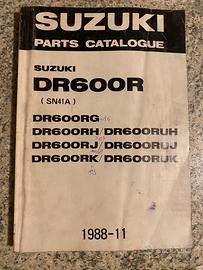 SUZUKI
PARTS CATALOGUE
SUZUKI
DR600R
(SN41A)
DR600RG
DR600RH/DR600RUH
DR600RJ/DR600RUJ
DR600RK/DR600RUK
1988-11